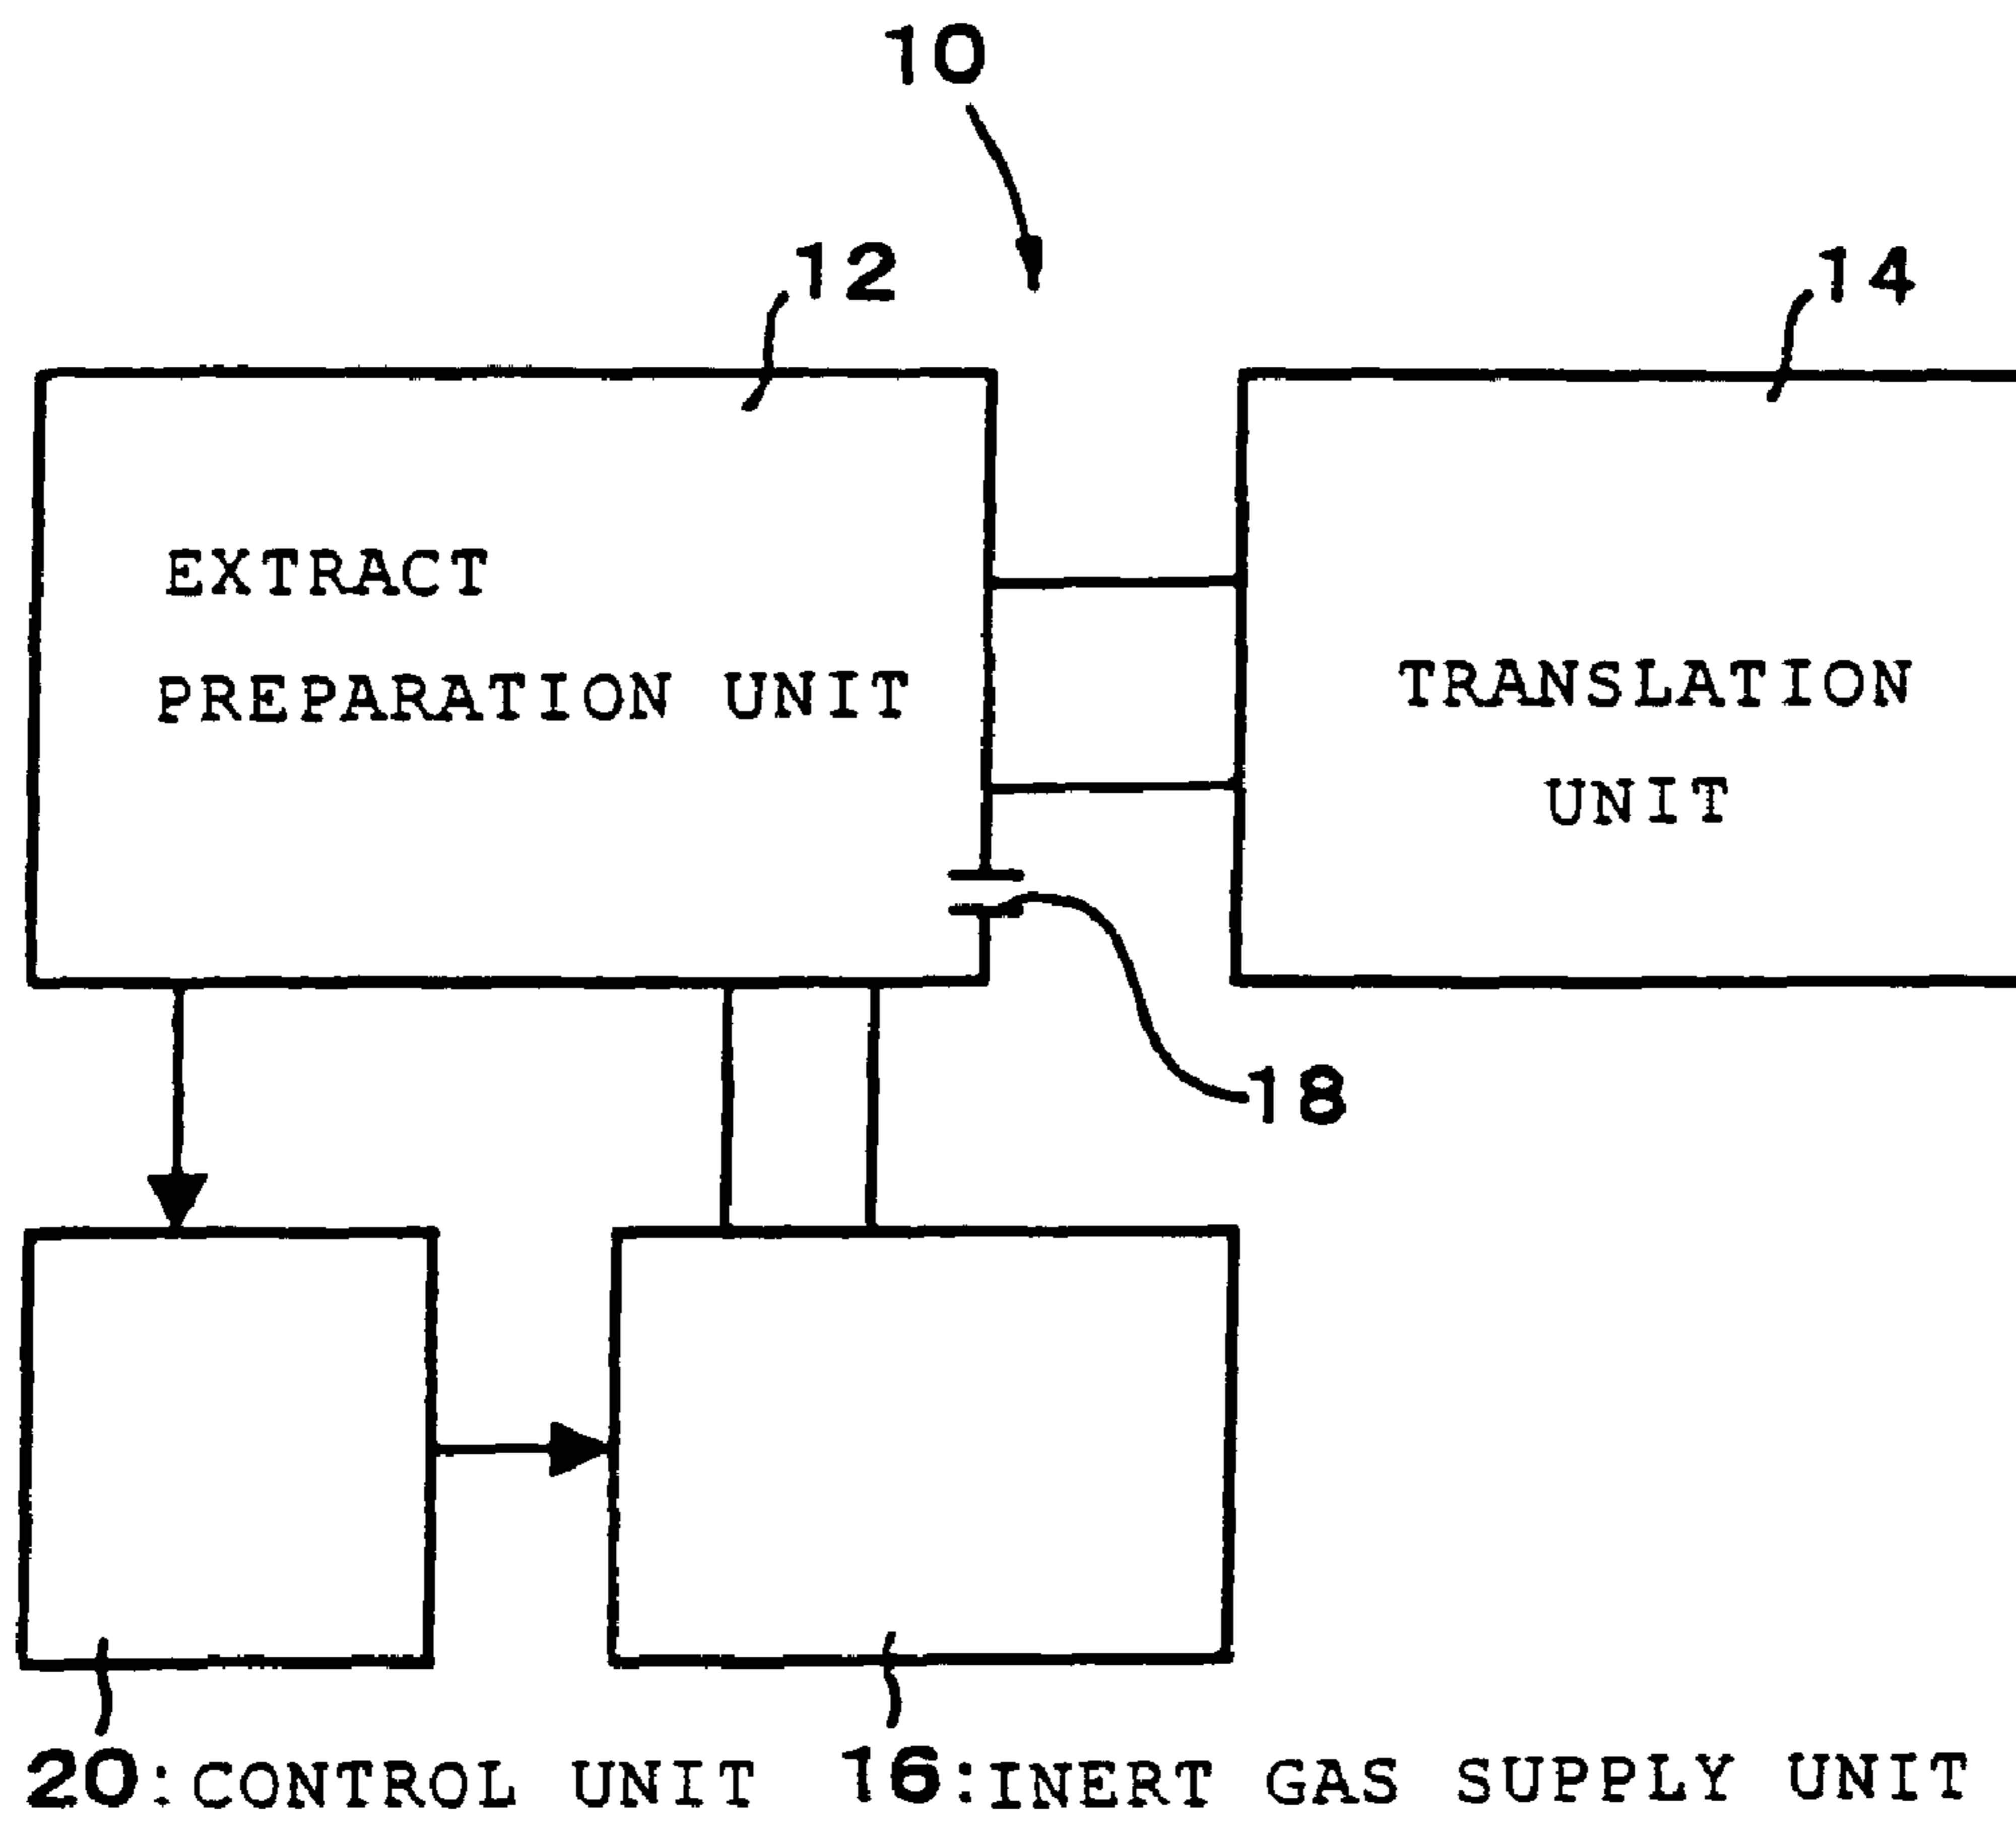 10
12
14
EXTRACT
PREPARATION UNIT
TRANSLATION
UNIT
18
20:CONTROL UNIT
16:INERT GAS SUPPLY UNIT